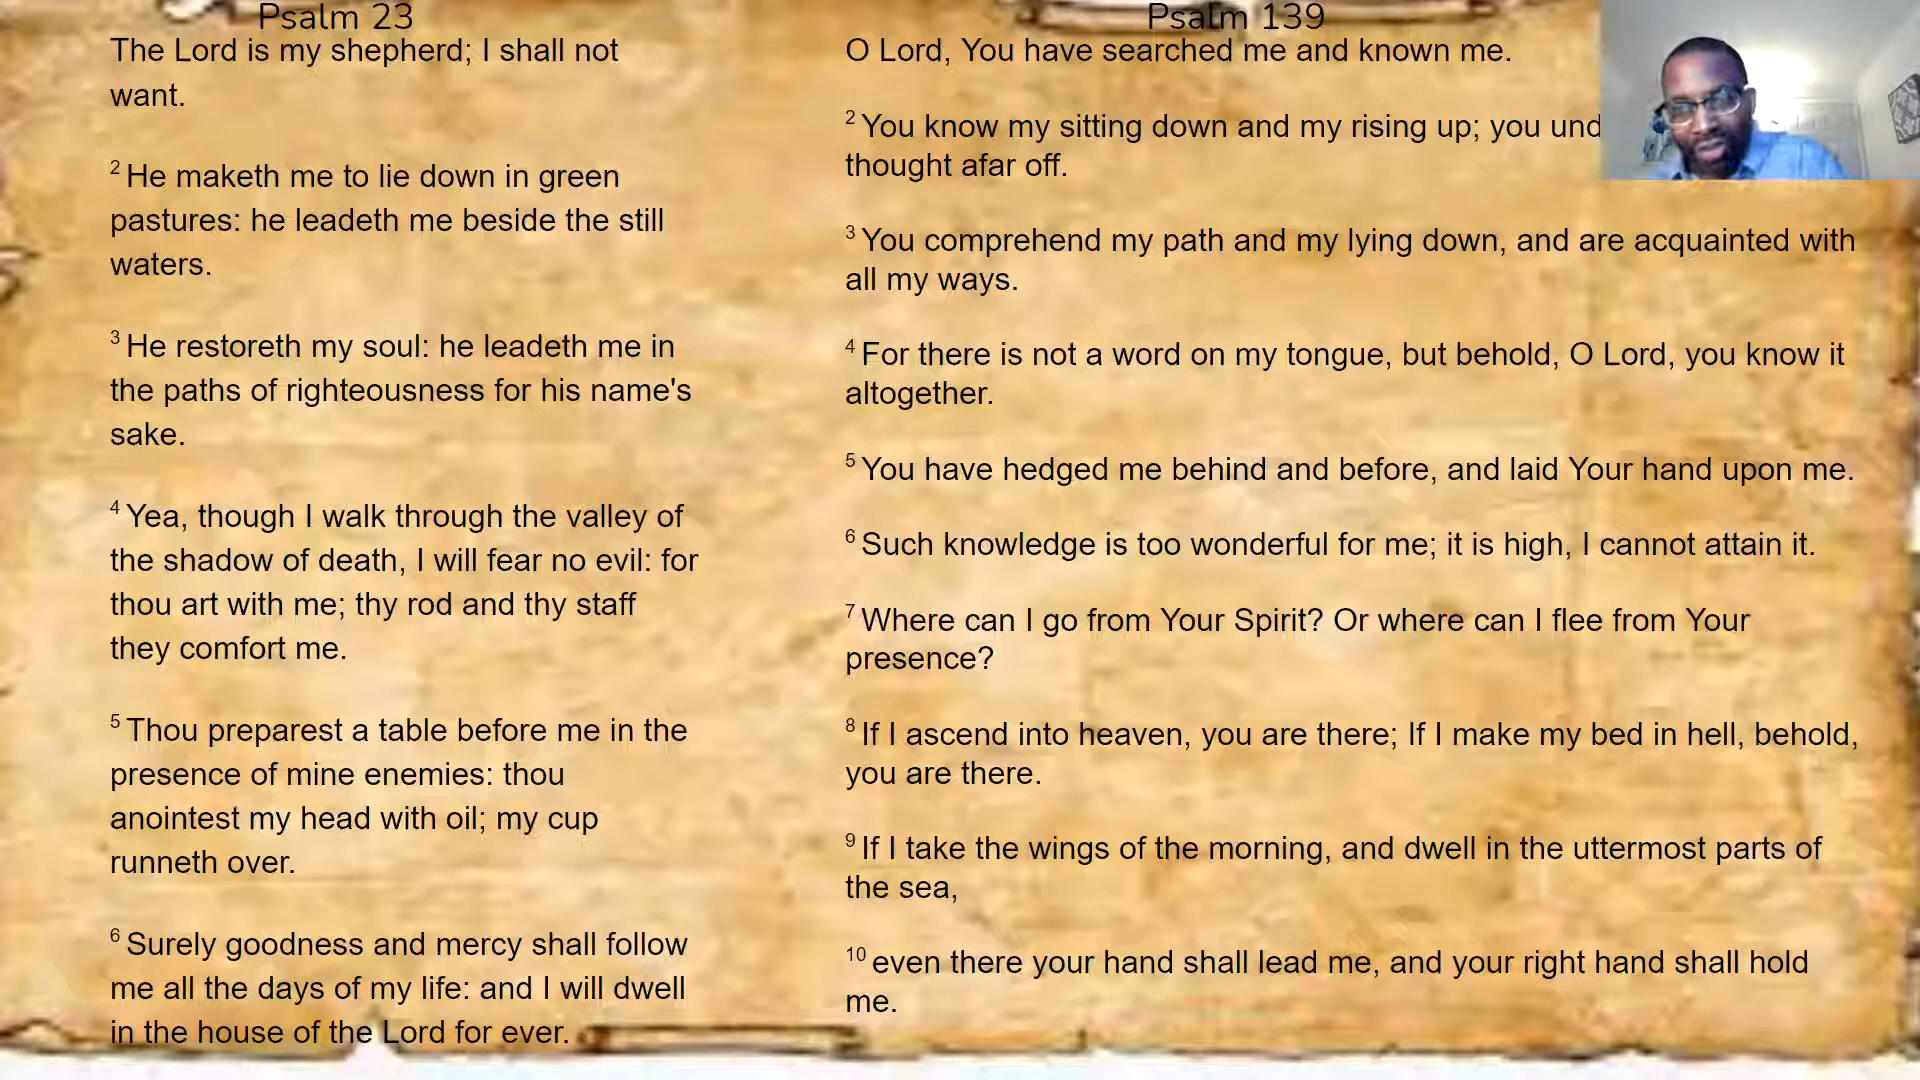 Psalm 23
The Lord is my shepherd; I shall not
want.
2 He maketh me to lie down in green
pastures: he leadeth me beside the still
waters.
3 He restoreth my soul: he leadeth me in
the paths of righteousness for his name's
sake.
4 Yea, though I walk through the valley of
the shadow of death, I will fear no evil: for
thou art with me; thy rod and thy staff
they comfort me.
5 Thou preparest a table before me in the
presence of mine enemies: thou
anointest my head with oil; my cup
runneth over.
6 Surely goodness and mercy shall follow
me all the days of my life: and I will dwell
in the house of the Lord for ever.
Psalm 139
O Lord, You have searched me and known me.
2 You know my sitting down and my rising up; you
thought afar off.
3 You comprehend my path and my lying down, and are acquainted with
all my ways.
4 For there is not a word on my tongue, but behold, O Lord, you know it
altogether.
5 You have hedged me behind and before, and laid Your hand upon me.
6 Such knowledge is too wonderful for me; it is high, I cannot attain it.
7 Where can I go from Your Spirit? Or where can I flee from Your
presence?
8 If I ascend into heaven, you are there; If I make my bed in hell, behold,
you are there.
9 If I take the wings of the morning, and dwell in the uttermost parts of
the sea,
10 even there your hand shall lead me, and your right hand shall hold
me.